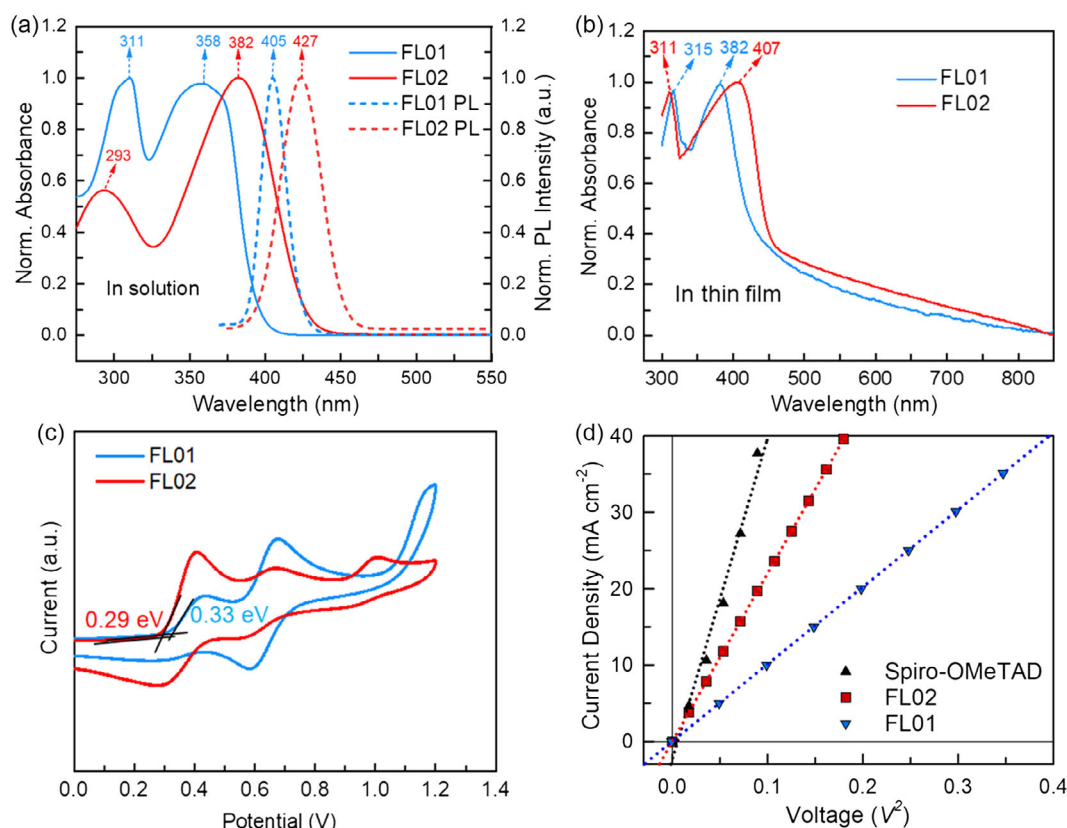 (a)
311
358
382
405
427
293
FL01
FL02
FL01 PL
FL02 PL
In solution
Norm. Absorbance
Norm. PL Intensity (a.u.)
1.2
1.0
0.8
0.6
0.4
0.2
0.0
1.2
1.0
0.8
0.6
0.4
0.2
0.0
300 350 400 450 500 550
Wavelength (nm)
(b)
311
315
382
407
FL01
FL02
In thin film
Norm. Absorbance
1.2
1.0
0.8
0.6
0.4
0.2
0.0
300 400 500 600 700 800
Wavelength (nm)
(c)
FL01
FL02
0.29 eV
0.33 eV
Current (a.u.)
0.0 0.2 0.4 0.6 0.8 1.0 1.2 1.4
Potential (V)
(d)
Current Density (mA cm⁻²)
40
30
20
10
0
Spiro-OMeTAD
FL02
FL01
0.0 0.1 0.2 0.3 0.4
Voltage (V²)